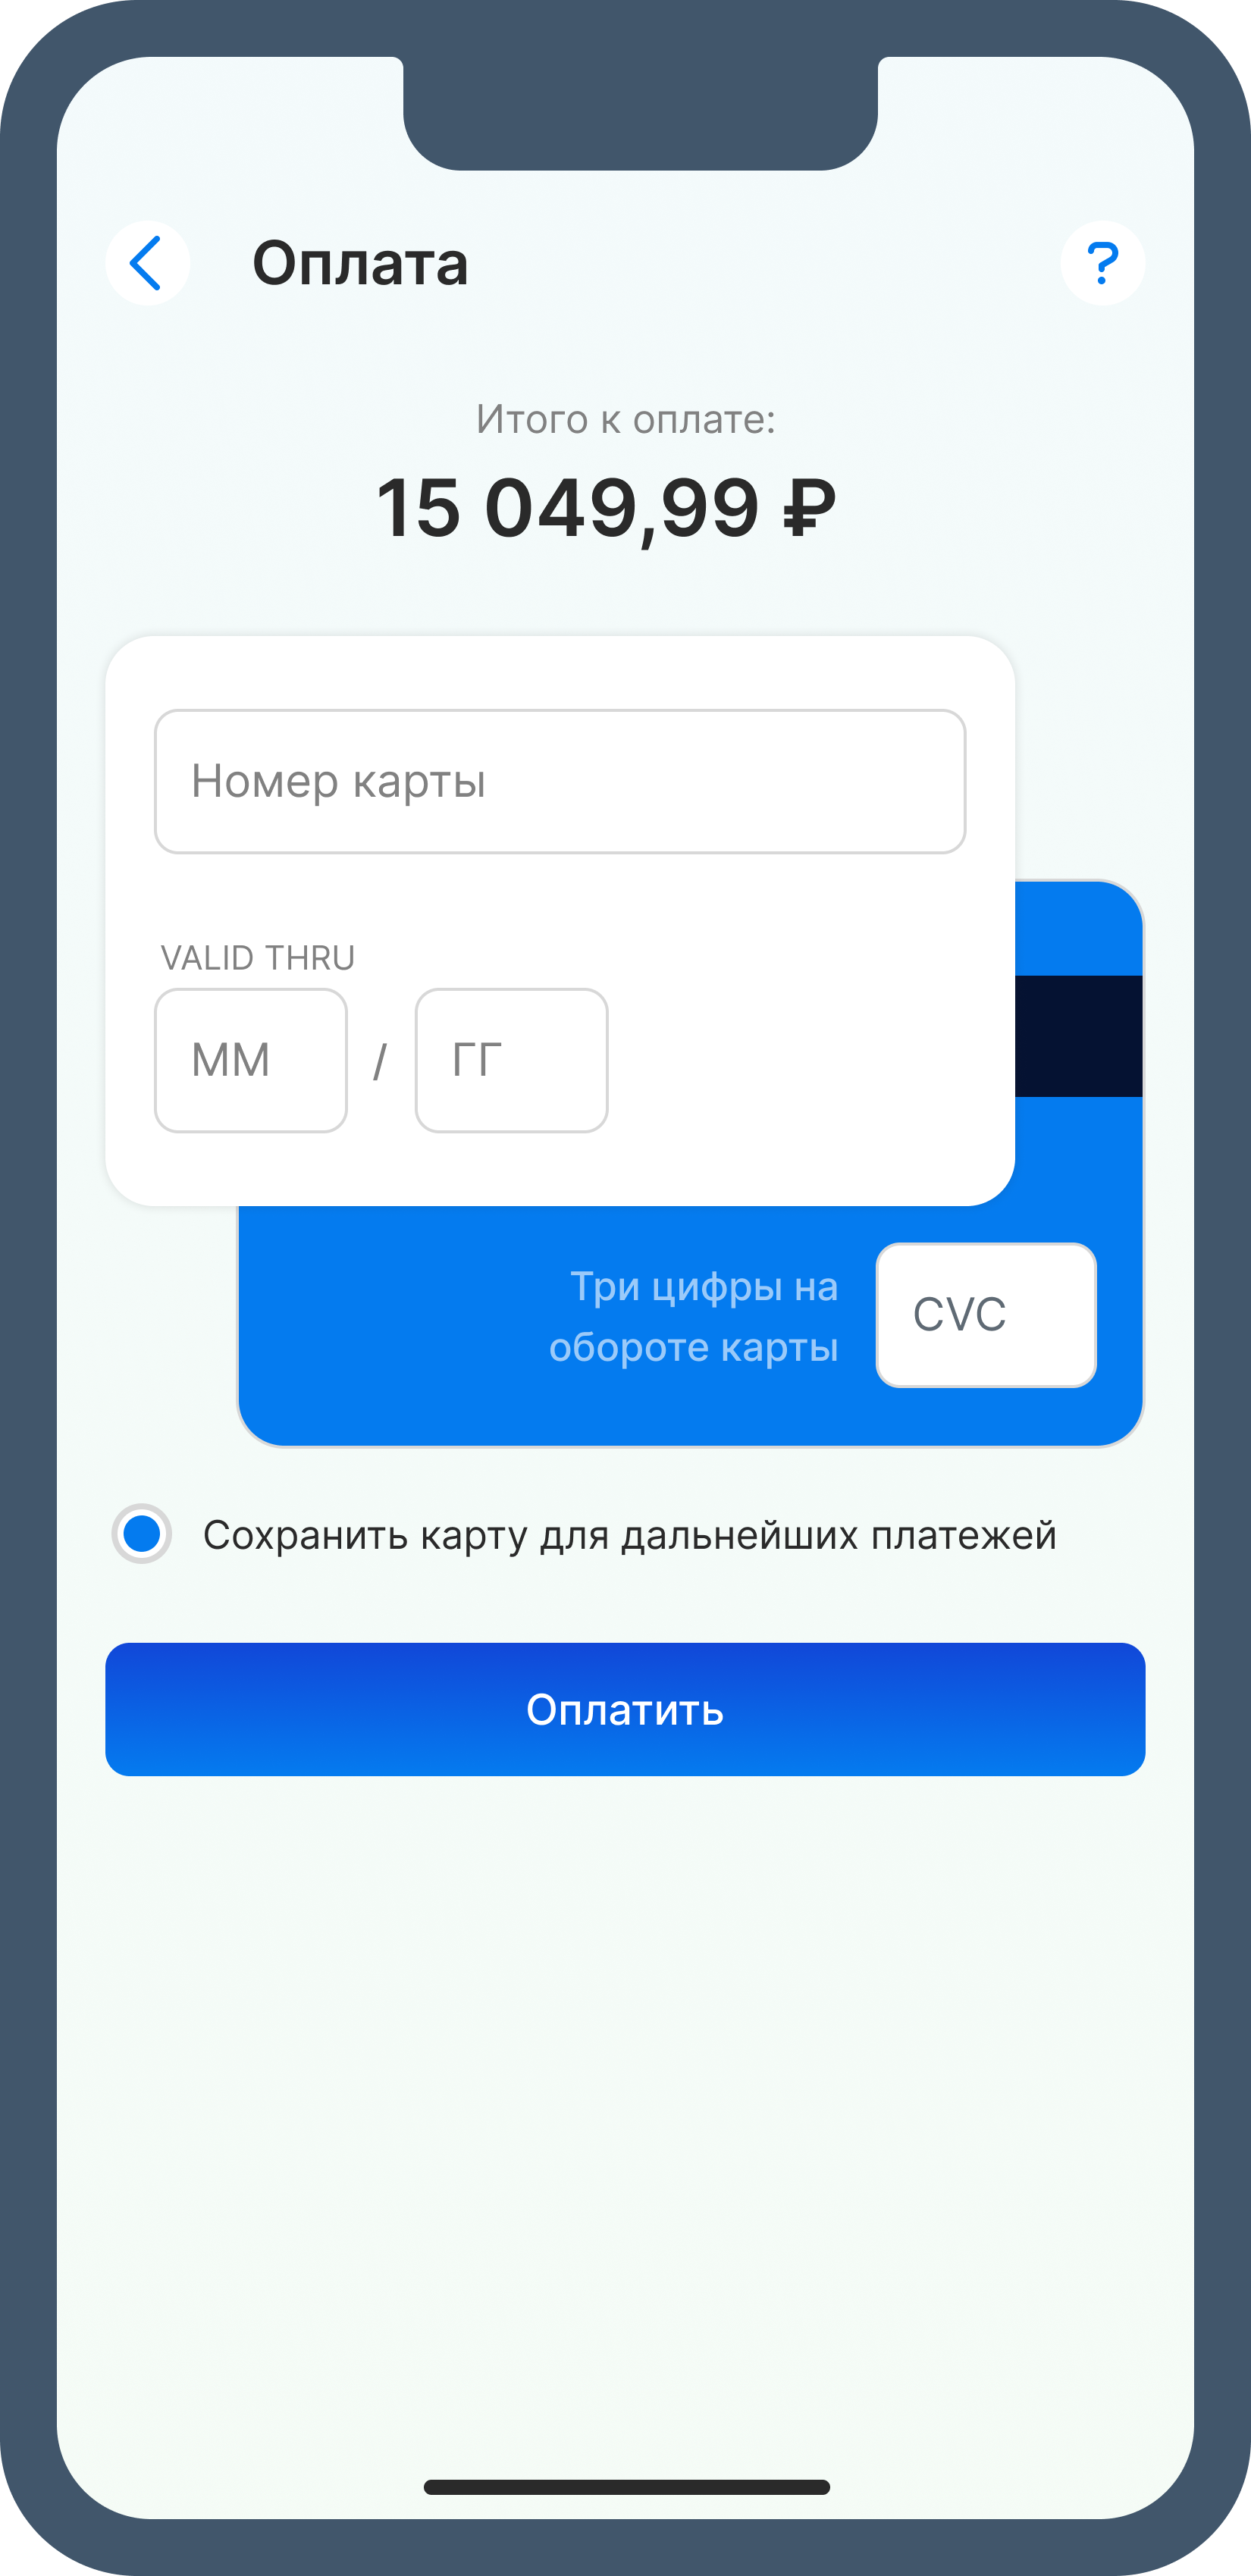 Оплата
?
Итого к оплате:
15 049,99 ₽
Номер карты
VALID THRU
ММ / ГГ
Три цифры на
обороте карты
CVC
Сохранить карту для дальнейших платежей
Оплатить